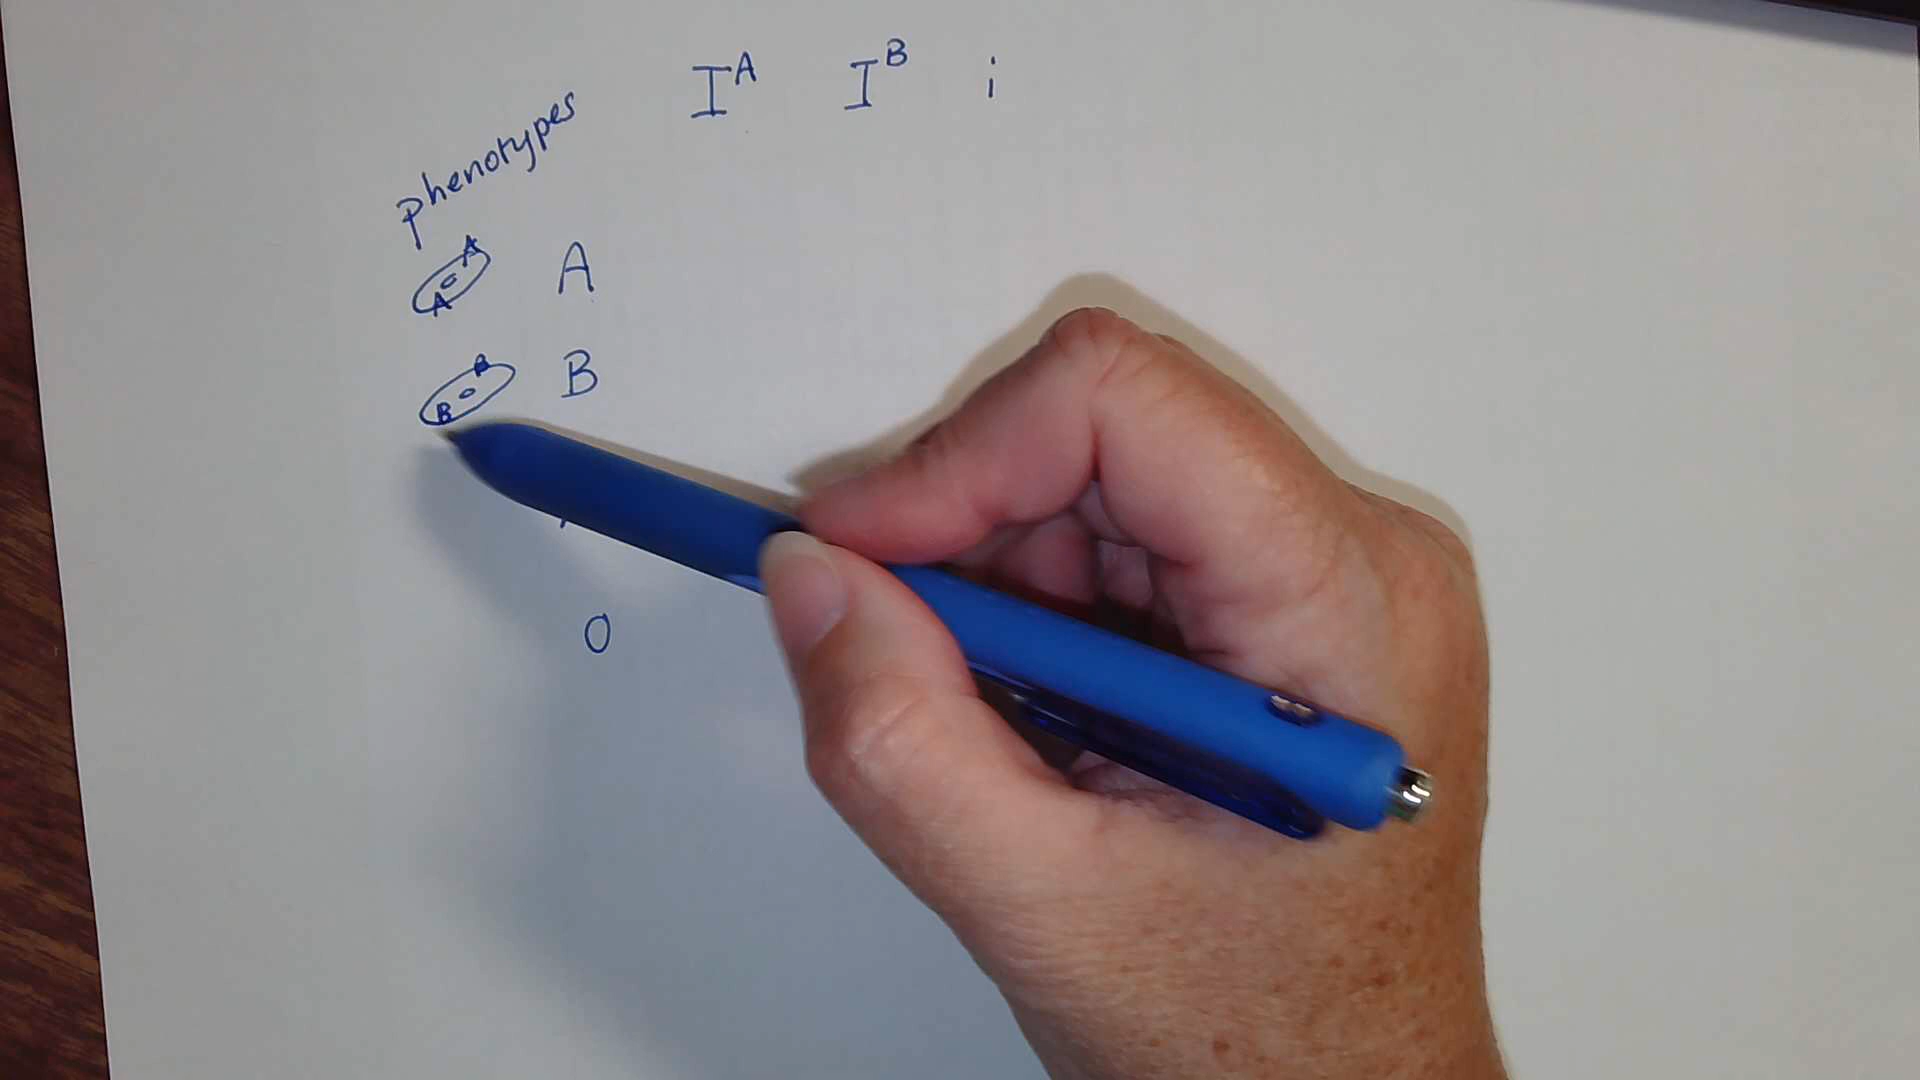 I^A I^B i
phenotypes
A A A
B B B
O